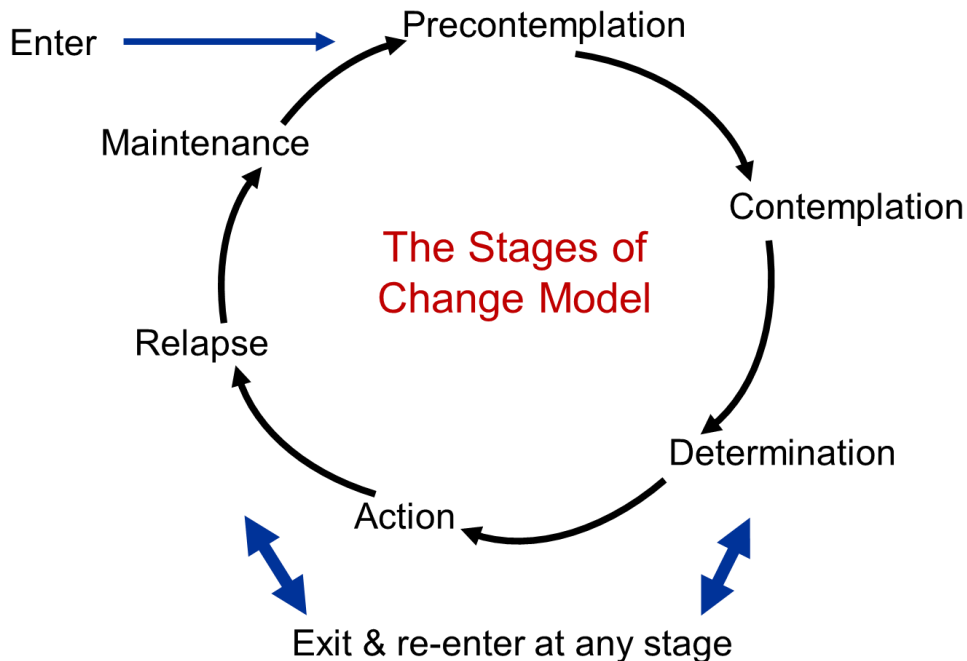 Enter
Precontemplation
Maintenance
Contemplation
The Stages of
Change Model
Relapse
Determination
Action
Exit & re-enter at any stage